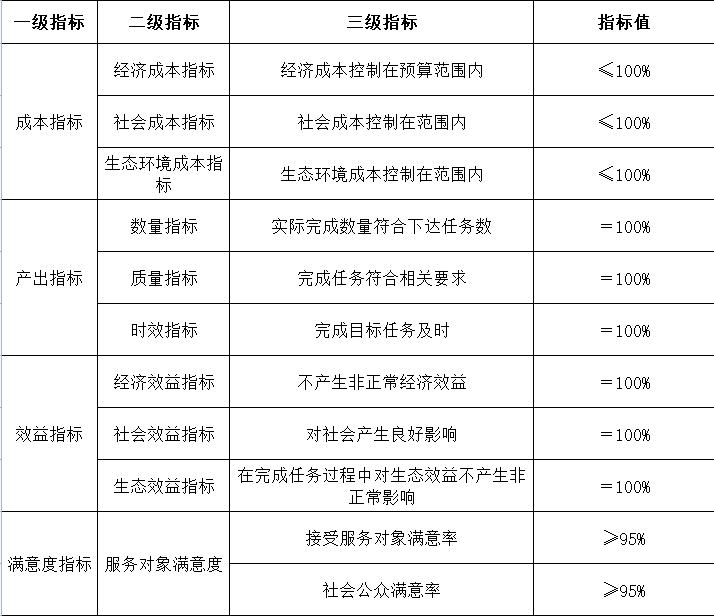 一级指标 二级指标 三级指标 指标值
成本指标 经济成本指标 经济成本控制在预算范围内 ≤100%
社会成本指标 社会成本控制在范围内 ≤100%
生态环境成本指
标 生态环境成本控制在范围内 ≤100%
产出指标 数量指标 实际完成数量符合下达任务数 ＝100%
质量指标 完成任务符合相关要求 ＝100%
时效指标 完成目标任务及时 ＝100%
效益指标 经济效益指标 不产生非正常经济效益 ＝100%
社会效益指标 对社会产生良好影响 ＝100%
生态效益指标 在完成任务过程中对生态效益不产生非
正常影响 ＝100%
满意度指标 服务对象满意度 接受服务对象满意率 ≥95%
社会公众满意率 ≥95%